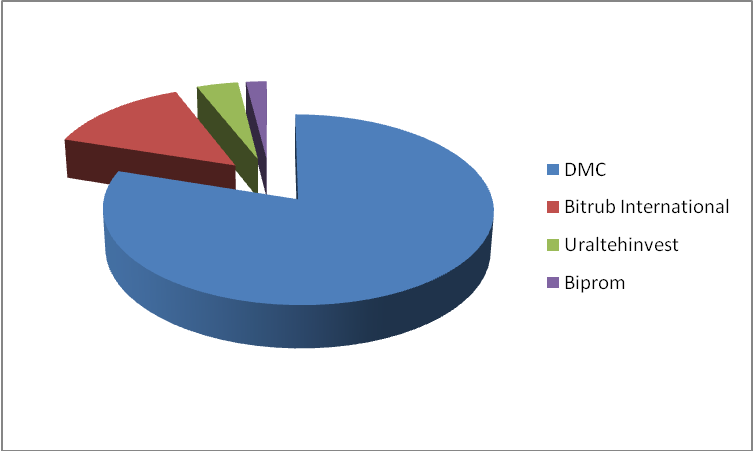 DMC
Bitrub International
Uraltehinvest
Biprom